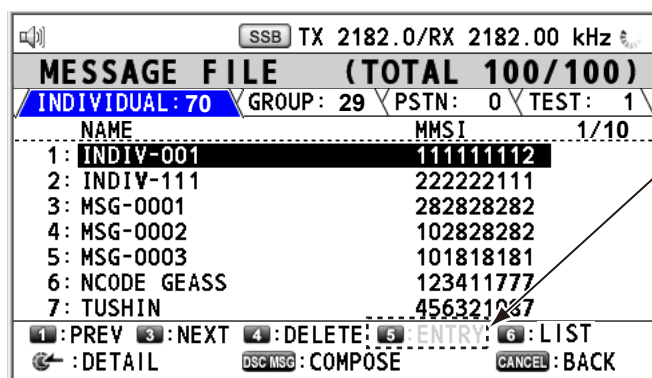 SSB TX 2182.0/RX 2182.00 kHz
MESSAGE FILE (TOTAL 100/100)
INDIVIDUAL: 70 GROUP: 29 PSTN: 0 TEST: 1
NAME MMSI 1/10
1: INDIV-001 111111112
2: INDIV-111 222222111
3: MSG-0001 282828282
4: MSG-0002 102828282
5: MSG-0003 101818181
6: NCODE GEASS 123411777
7: TUSHIN 456321987
1 :PREV 3 :NEXT 4 :DELETE 5 :ENTRY 6 :LIST
:DETAIL DSC MSG :COMPOSE CANCEL :BACK